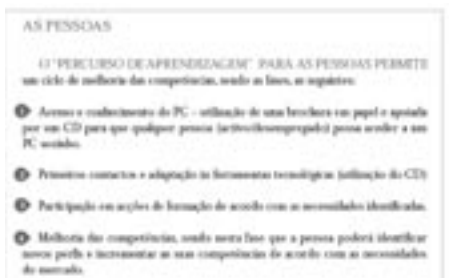 AS PESSOAS
O "PERCURSO DE APRENDIZAGEM" PARA AS PESSOAS PERMITE
um ciclo de melhoria das competências, sendo as fases, as seguintes:
Acesso e conhecimento do PC - utilização de uma brochura em papel e apoiada
por um CD para que qualquer pessoa (activo/desempregado) possa aceder a um
PC sozinho.
Primeiros contactos e adaptação às ferramentas tecnológicas (utilização do CD)
Participação em acções de formação de acordo com as necessidades identificadas.
Melhoria das competências, sendo nesta fase que a pessoa poderá identificar
novos perfis e incrementar as suas competências de acordo com as necessidades
do mercado.